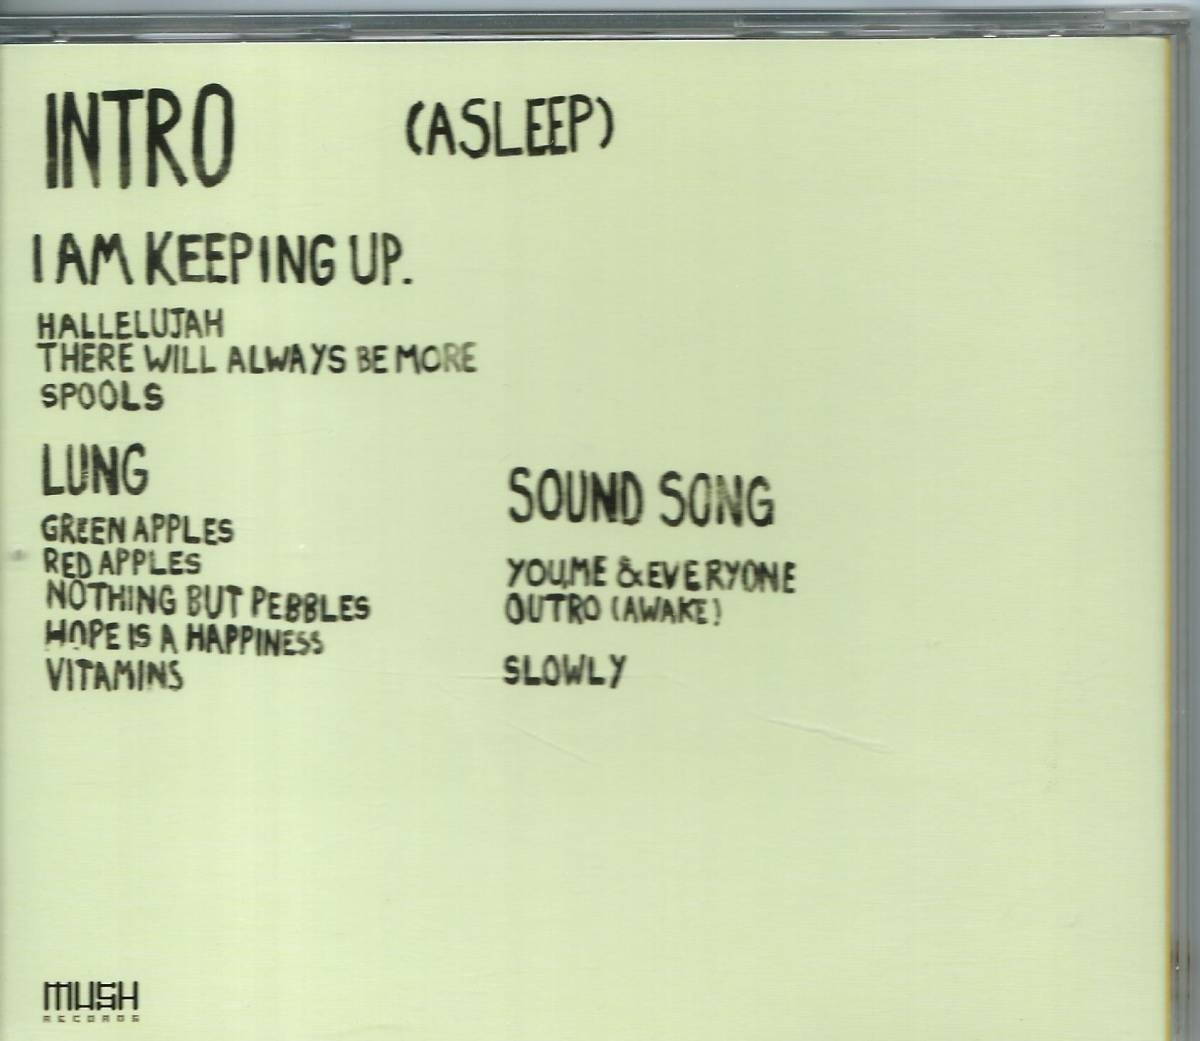 INTRO (ASLEEP)
I AM KEEPING UP.
HALLELUJAH
THERE WILL ALWAYS BE MORE
SPOOLS
LUNG
GREEN APPLES
RED APPLES
NOTHING BUT PEBBLES
HOPE IS A HAPPINESS
VITAMINS
SOUND SONG
YOU,ME & EVERYONE
OUTRO (AWAKE)
SLOWLY
MUSH
RECORDS